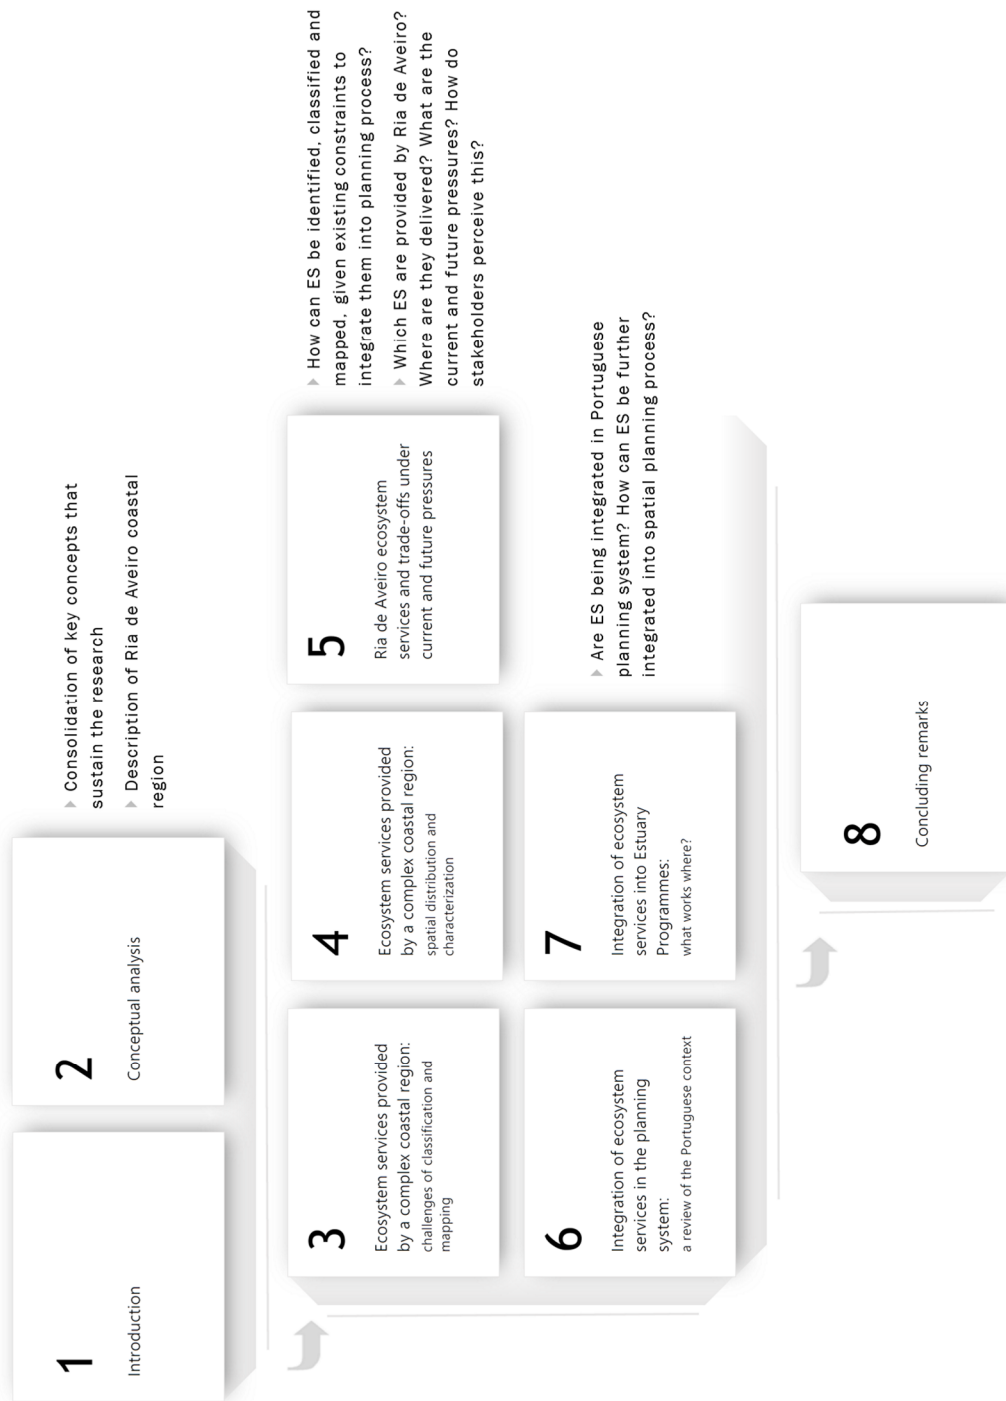 1
Introduction
2
Conceptual analysis
Consolidation of key concepts that
sustain the research
Description of Ria de Aveiro coastal
region
3
Ecosystem services provided
by a complex coastal region:
challenges of classification and
mapping
4
Ecosystem services provided
by a complex coastal region:
spatial distribution and
characterization
5
Ria de Aveiro ecosystem
services and trade-offs under
current and future pressures
How can ES be identified, classified and
mapped, given existing constraints to
integrate them into planning process?
Which ES are provided by Ria de Aveiro?
Where are they delivered? What are the
current and future pressures? How do
stakeholders perceive this?
6
Integration of ecosystem
services in the planning
system:
a review of the Portuguese context
7
Integration of ecosystem
services into Estuary
Programmes:
what works where?
Are ES being integrated in Portuguese
planning system? How can ES be further
integrated into spatial planning process?
8
Concluding remarks